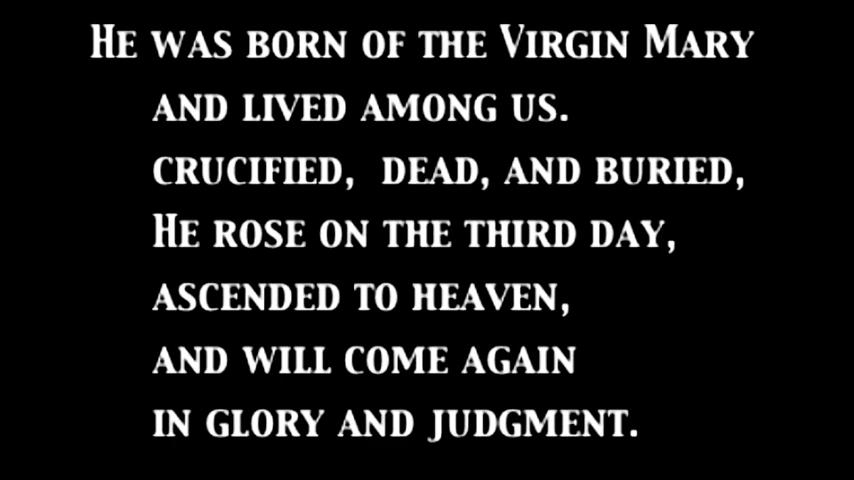 He was born of the Virgin Mary
and lived among us.
crucified, dead, and buried,
He rose on the third day,
ascended to heaven,
and will come again
in glory and judgment.